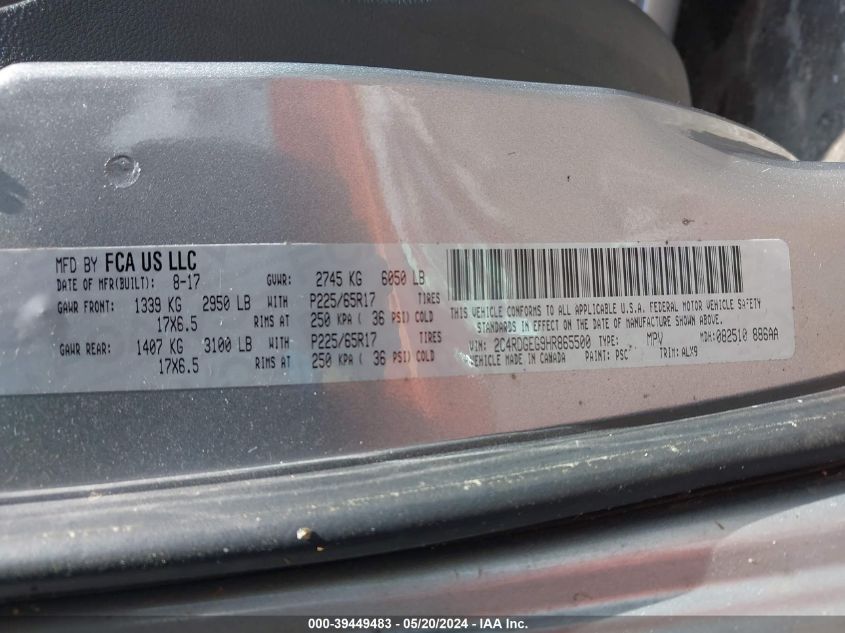 MFD BY FCA US LLC
DATE OF MFR(BUILT): 8-17 GVWR: 2745 KG 6050 LB
GAWR FRONT: 1339 KG 2950 LB WITH P225/65R17 TIRES
17X6.5 RIMS AT 250 KPA ( 36 PSI) COLD
GAWR REAR: 1407 KG 3100 LB WITH P225/65R17 TIRES
17X6.5 RIMS AT 250 KPA ( 36 PSI) COLD
THIS VEHICLE CONFORMS TO ALL APPLICABLE U.S.A. FEDERAL MOTOR VEHICLE SAFETY
STANDARDS IN EFFECT ON THE DATE OF MANUFACTURE SHOWN ABOVE.
VIN: 2C4RDGEG9HR865500 TYPE: MPV MDH: 082510 886AA
VEHICLE MADE IN CANADA PAINT: PSC TRIM: ALX9
000-39449483 - 05/20/2024 - IAA Inc.